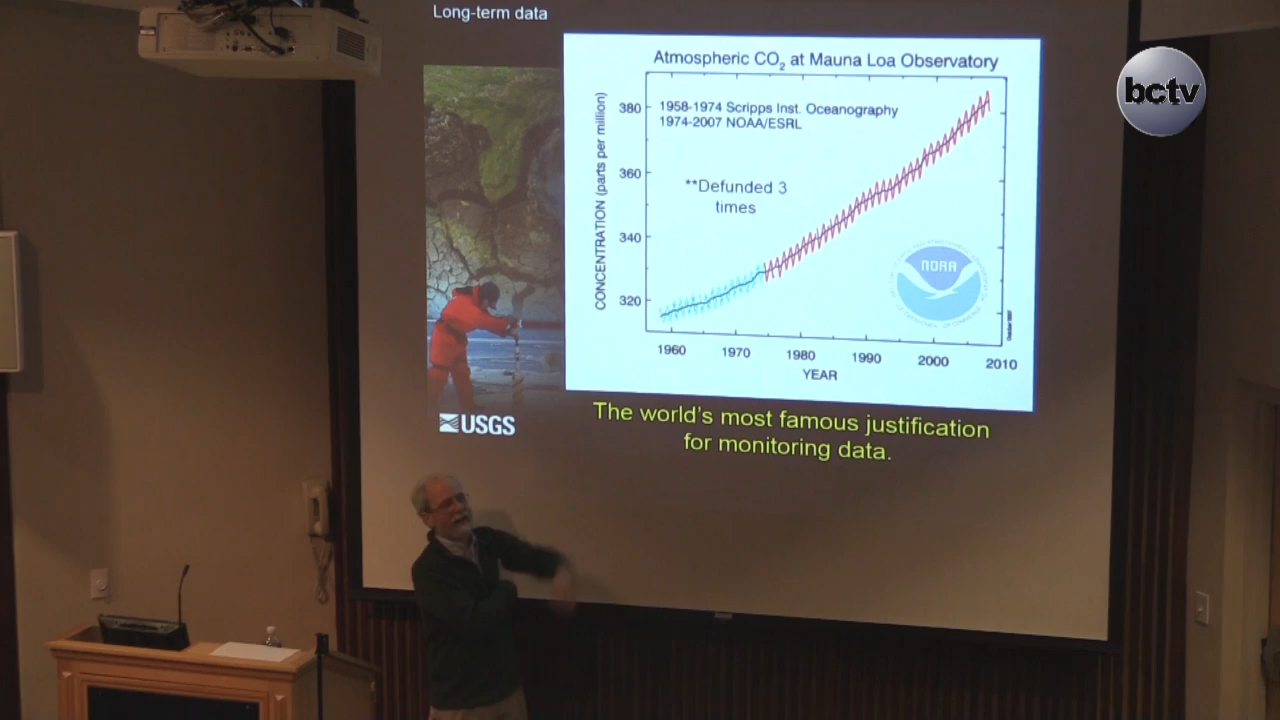 Long-term data
bctv
Atmospheric CO₂ at Mauna Loa Observatory
1958-1974 Scripps Inst. Oceanography
1974-2007 NOAA/ESRL
**Defunded 3
times
CONCENTRATION (parts per million)
380
360
340
320
NOAA
1960 1970 1980 1990 2000 2010
YEAR
USGS
The world's most famous justification
for monitoring data.